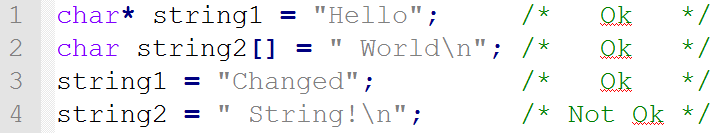 1 char* string1 = "Hello"; /* Ok */
2 char string2[] = " World\n"; /* Ok */
3 string1 = "Changed"; /* Ok */
4 string2 = " String!\n"; /* Not Ok */